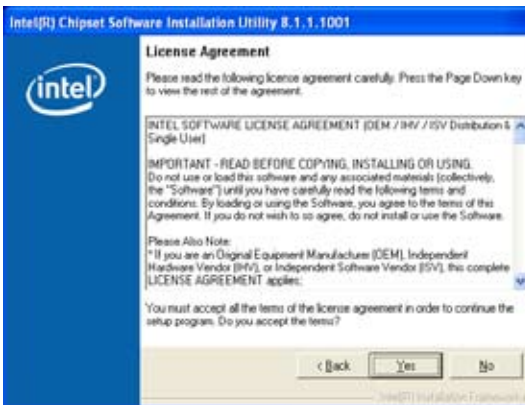 Intel(R) Chipset Software Installation Utility 8.1.1.1001
intel
License Agreement
Please read the following license agreement carefully. Press the Page Down key
to view the rest of the agreement.
INTEL SOFTWARE LICENSE AGREEMENT (OEM / IHV / ISV Distribution &
Single User)
IMPORTANT - READ BEFORE COPYING, INSTALLING OR USING.
Do not use or load this software and any associated materials (collectively,
the "Software") until you have carefully read the following terms and
conditions. By loading or using the Software, you agree to the terms of this
Agreement. If you do not wish to so agree, do not install or use the Software.
Please Also Note:
* If you are an Original Equipment Manufacturer (OEM), Independent
Hardware Vendor (IHV), or Independent Software Vendor (ISV), this complete
LICENSE AGREEMENT applies;
You must accept all the terms of the license agreement in order to continue the
setup program. Do you accept the terms?
< Back Yes No
Intel(R) Installation Framework